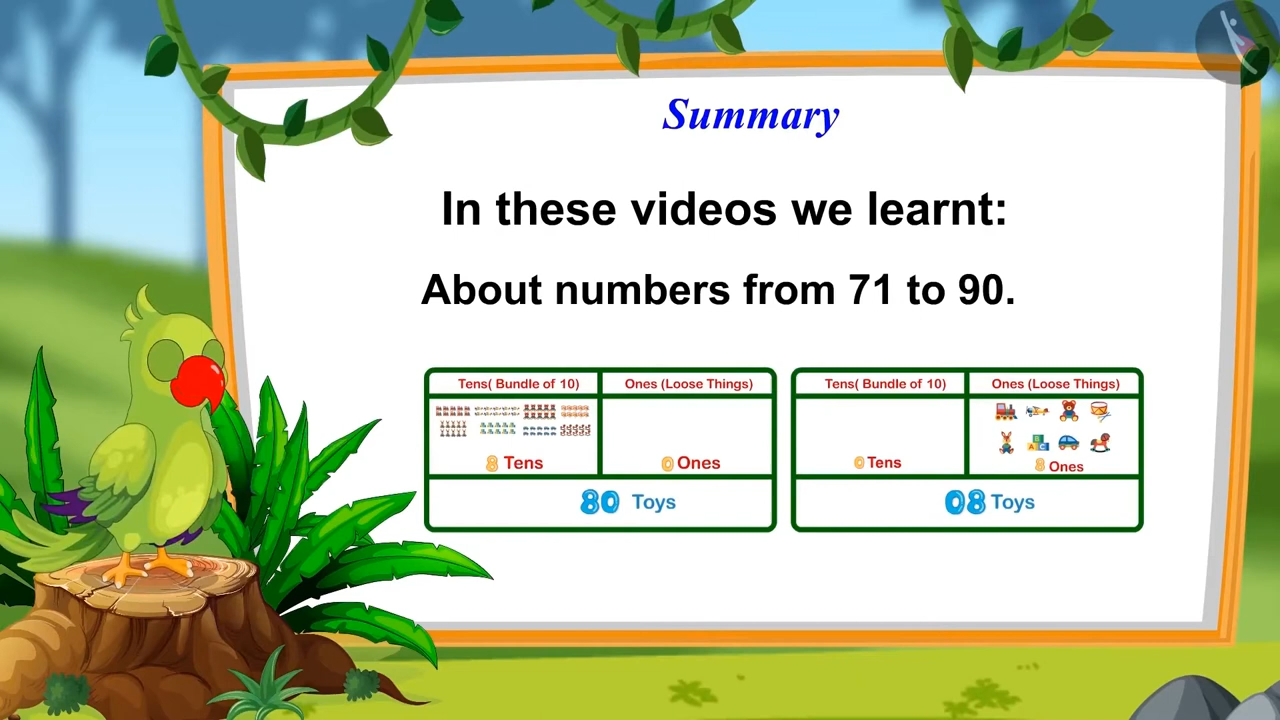 Summary
In these videos we learnt:
About numbers from 71 to 90.
Tens( Bundle of 10) Ones (Loose Things)
8 Tens 0 Ones
80 Toys
Tens( Bundle of 10) Ones (Loose Things)
0 Tens 8 Ones
08 Toys